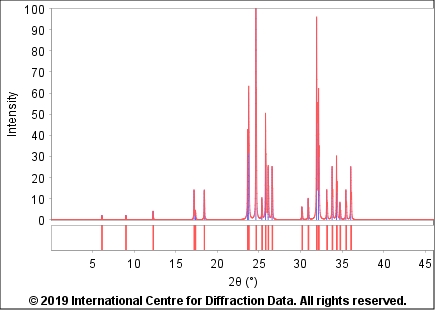 100
90
80
70
60
50
40
30
20
10
0
Intensity
5 10 15 20 25 30 35 40 45
2θ (°)
© 2019 International Centre for Diffraction Data. All rights reserved.